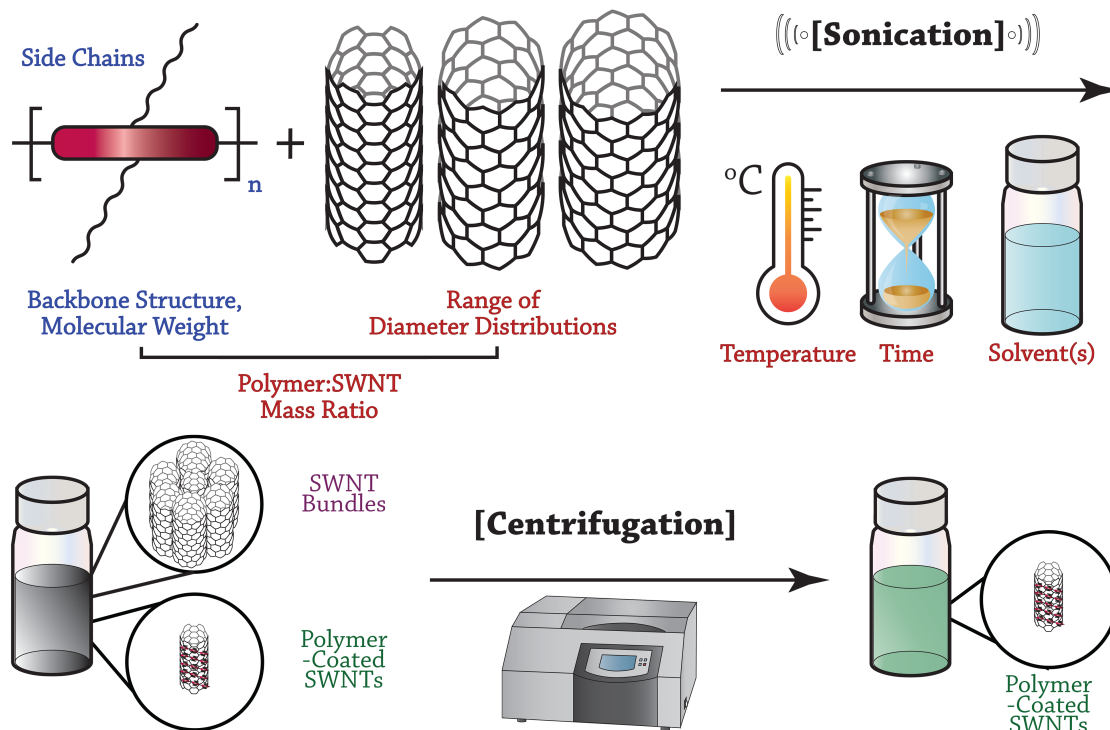 Side Chains
n
+
Backbone Structure,
Molecular Weight
Range of
Diameter Distributions
Polymer:SWNT
Mass Ratio
[Sonication]
°C
Temperature
Time
Solvent(s)
SWNT
Bundles
Polymer
-Coated
SWNTs
[Centrifugation]
Polymer
-Coated
SWNTs